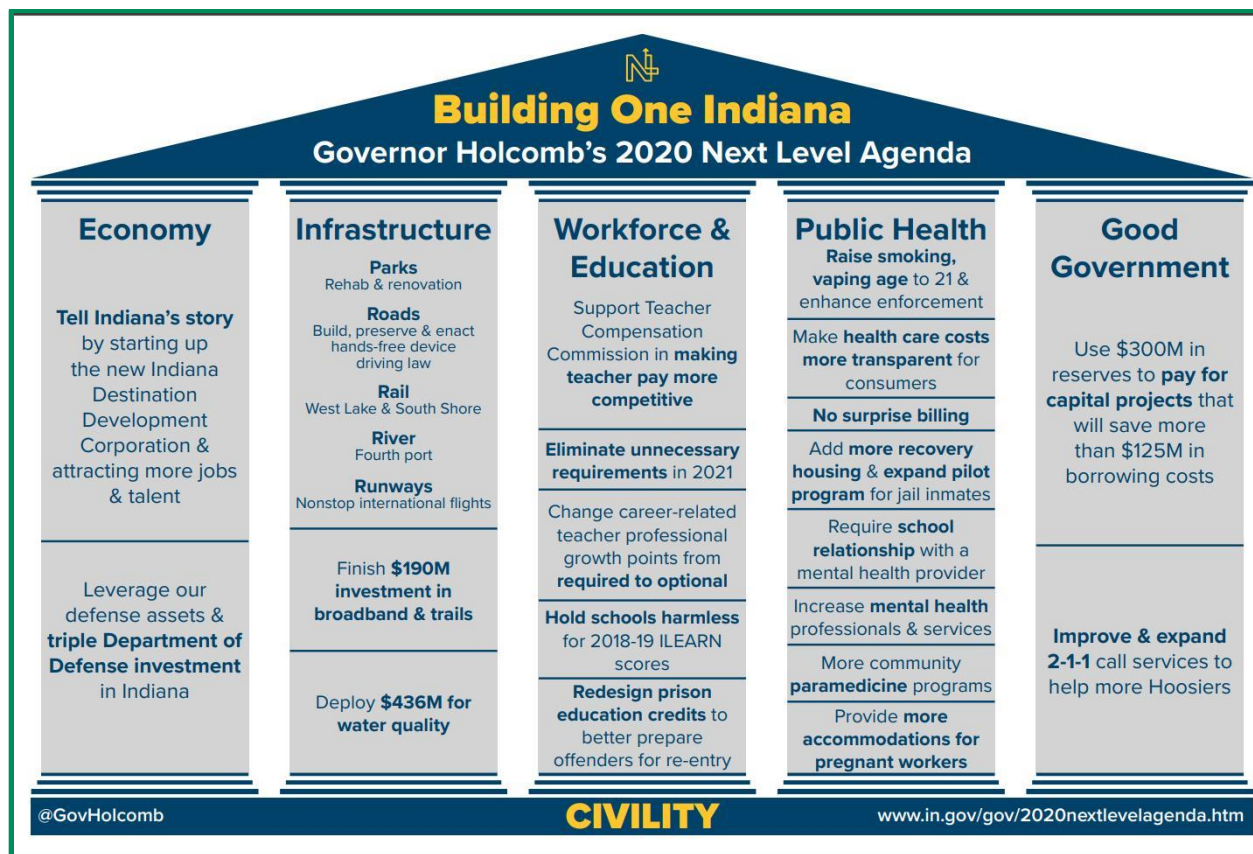 Building One Indiana
Governor Holcomb's 2020 Next Level Agenda
Economy
Tell Indiana's story
by starting up
the new Indiana
Destination
Development
Corporation &
attracting more jobs
& talent
Leverage our
defense assets &
triple Department of
Defense investment
in Indiana
Infrastructure
Parks
Rehab & renovation
Roads
Build, preserve & enact
hands-free device
driving law
Rail
West Lake & South Shore
River
Fourth port
Runways
Nonstop international flights
Finish $190M
investment in
broadband & trails
Deploy $436M for
water quality
Workforce &
Education
Support Teacher
Compensation
Commission in making
teacher pay more
competitive
Eliminate unnecessary
requirements in 2021
Change career-related
teacher professional
growth points from
required to optional
Hold schools harmless
for 2018-19 ILEARN
scores
Redesign prison
education credits to
better prepare
offenders for re-entry
Public Health
Raise smoking,
vaping age to 21 &
enhance enforcement
Make health care costs
more transparent for
consumers
No surprise billing
Add more recovery
housing & expand pilot
program for jail inmates
Require school
relationship with a
mental health provider
Increase mental health
professionals & services
More community
paramedicine programs
Provide more
accommodations for
pregnant workers
Good
Government
Use $300M in
reserves to pay for
capital projects that
will save more
than $125M in
borrowing costs
Improve & expand
2-1-1 call services to
help more Hoosiers
@GovHolcomb
CIVILITY
www.in.gov/gov/2020nextlevelagenda.htm